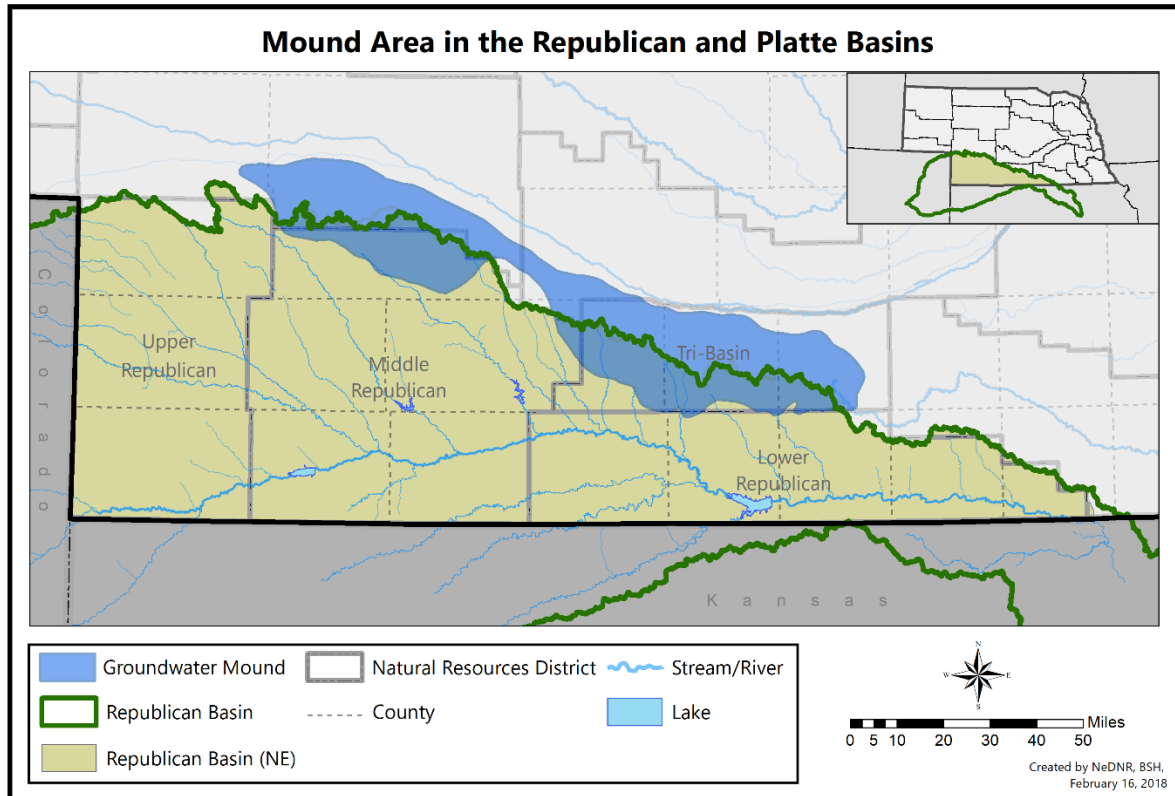 Mound Area in the Republican and Platte Basins
Colorado
Upper
Republican
Middle
Republican
Tri-Basin
Lower
Republican
Kansas
Groundwater Mound
Natural Resources District
Stream/River
Republican Basin
County
Lake
Republican Basin (NE)
N
W
E
S
Miles
0 5 10 20 30 40 50
Created by NeDNR, BSH,
February 16, 2018